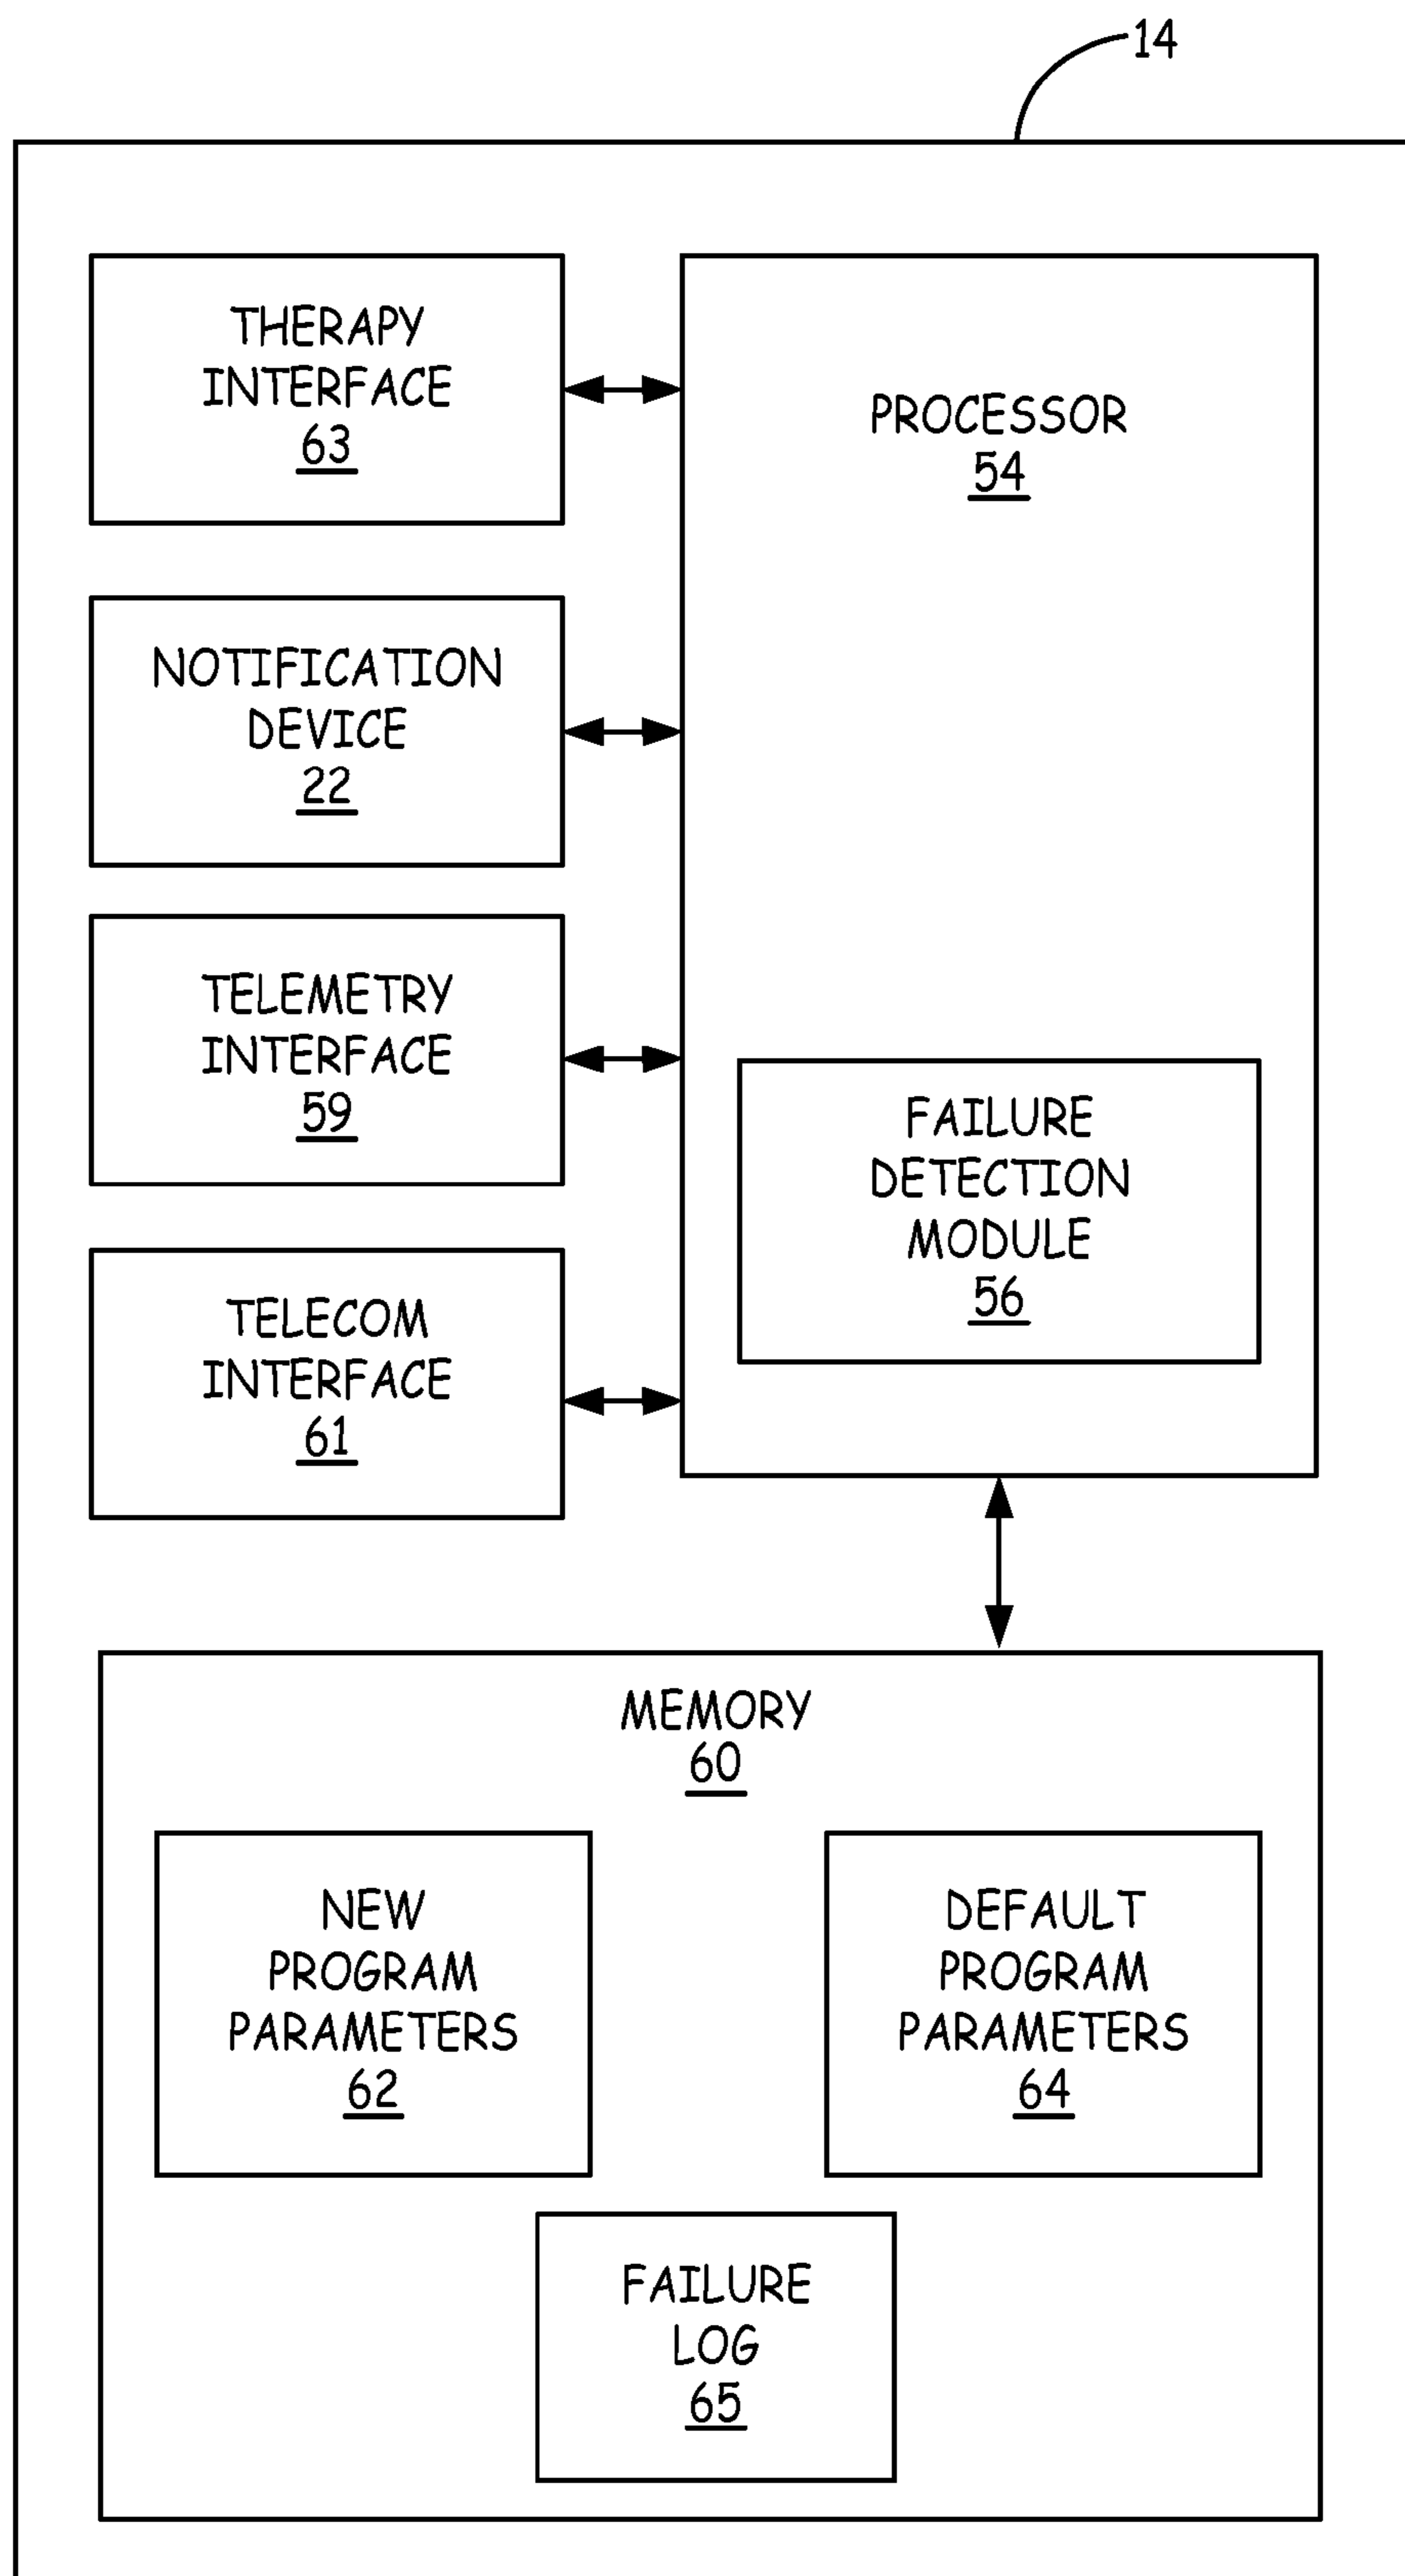 14
THERAPY
INTERFACE
63
PROCESSOR
54
NOTIFICATION
DEVICE
22
TELEMETRY
INTERFACE
59
FAILURE
DETECTION
MODULE
56
TELECOM
INTERFACE
61
MEMORY
60
NEW
PROGRAM
PARAMETERS
62
DEFAULT
PROGRAM
PARAMETERS
64
FAILURE
LOG
65